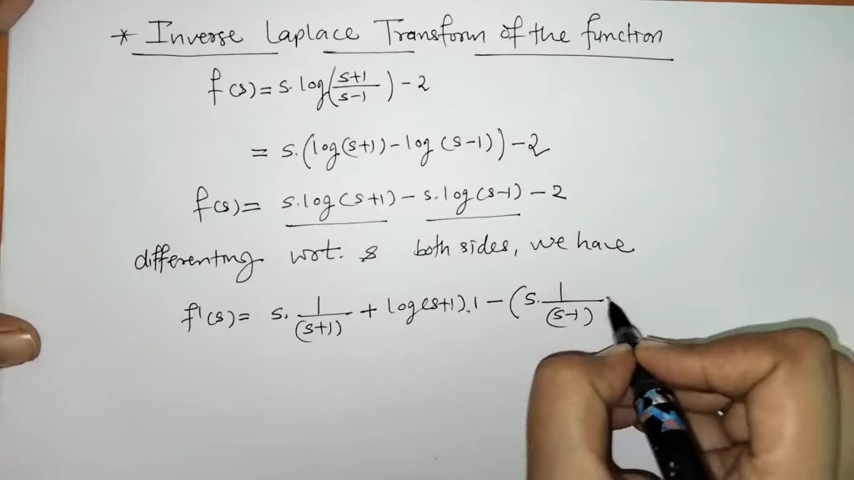 * Inverse Laplace Transform of the function
f(s) = s. log(s+1/s-1) - 2
= s. (log(s+1) - log(s-1)) - 2
f(s) = s. log(s+1) - s. log(s-1) - 2
differenting wrt. s both sides, we have
f'(s) = s. 1/(s+1) + log(s+1).1 - (s. 1/(s-1)